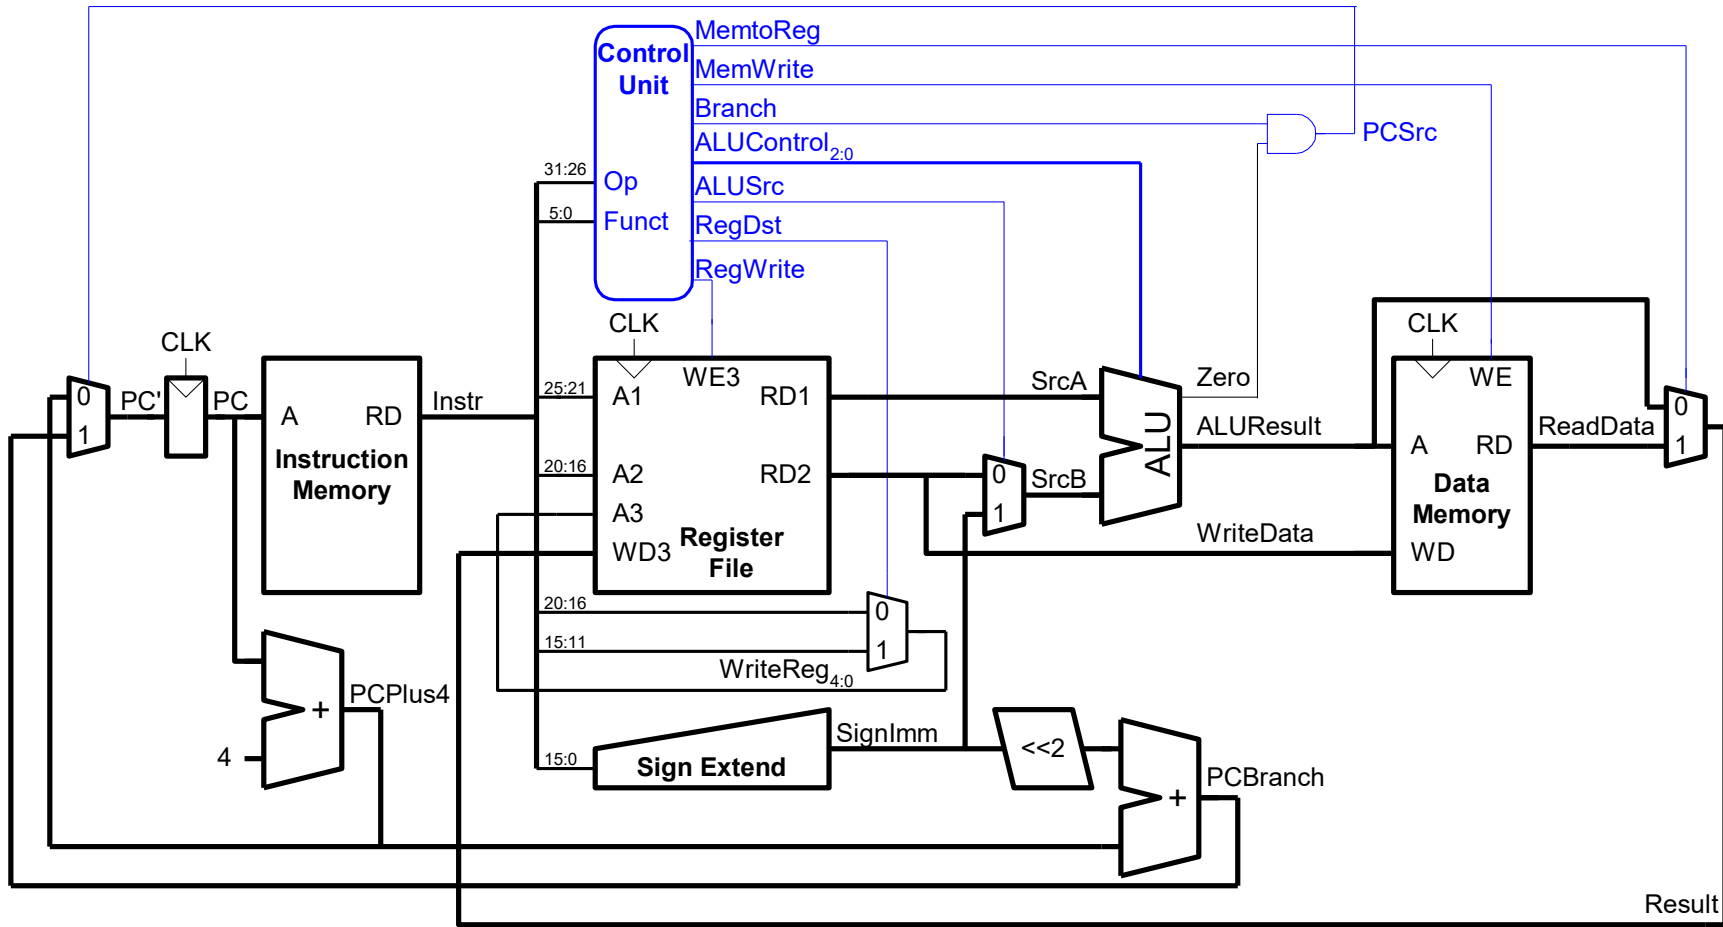 MemtoReg
Control
Unit
MemWrite
Branch
ALUControl2:0
PCSrc
31:26
Op
ALUSrc
5:0
Funct
RegDst
RegWrite
CLK
CLK
CLK
WE3
WE
0
1
PC'
PC
A
RD
Instr
Instruction
Memory
25:21
A1
RD1
SrcA
Zero
ALU
ALUResult
A
RD
ReadData
0
1
20:16
A2
RD2
0
1
SrcB
Data
Memory
A3
Register
File
WD3
WriteData
WD
20:16
0
15:11
1
WriteReg4:0
PCPlus4
+
4
15:0
Sign Extend
SignImm
<<2
PCBranch
+
Result